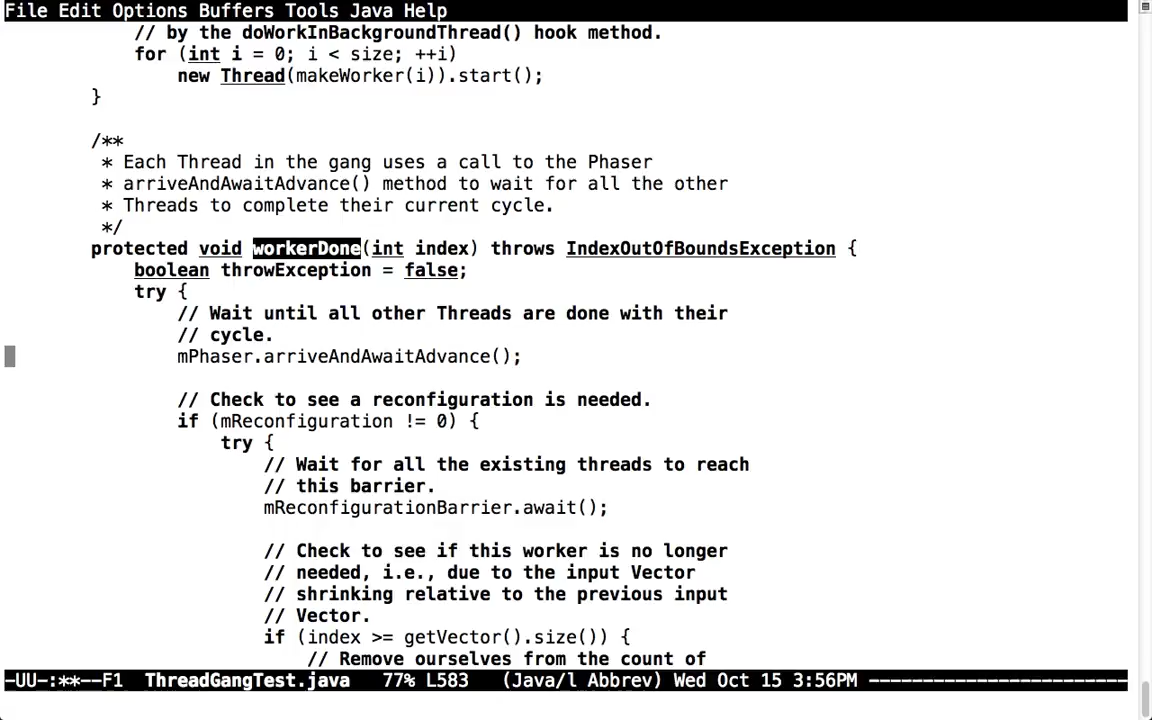 File Edit Options Buffers Tools Java Help
// by the doWorkInBackgroundThread() hook method.
for (int i = 0; i < size; ++i)
new Thread(makeWorker(i)).start();
}
/**
* Each Thread in the gang uses a call to the Phaser
* arriveAndAwaitAdvance() method to wait for all the other
* Threads to complete their current cycle.
*/
protected void workerDone(int index) throws IndexOutOfBoundsException {
boolean throwException = false;
try {
// Wait until all other Threads are done with their
// cycle.
mPhaser.arriveAndAwaitAdvance();
// Check to see a reconfiguration is needed.
if (mReconfiguration != 0) {
try {
// Wait for all the existing threads to reach
// this barrier.
mReconfigurationBarrier.await();
// Check to see if this worker is no longer
// needed, i.e., due to the input Vector
// shrinking relative to the previous input
// Vector.
if (index >= getVector().size()) {
// Remove ourselves from the count of
-UU-:**--F1 ThreadGangTest.java 77% L583 (Java/l Abbrev) Wed Oct 15 3:56PM ------------------------